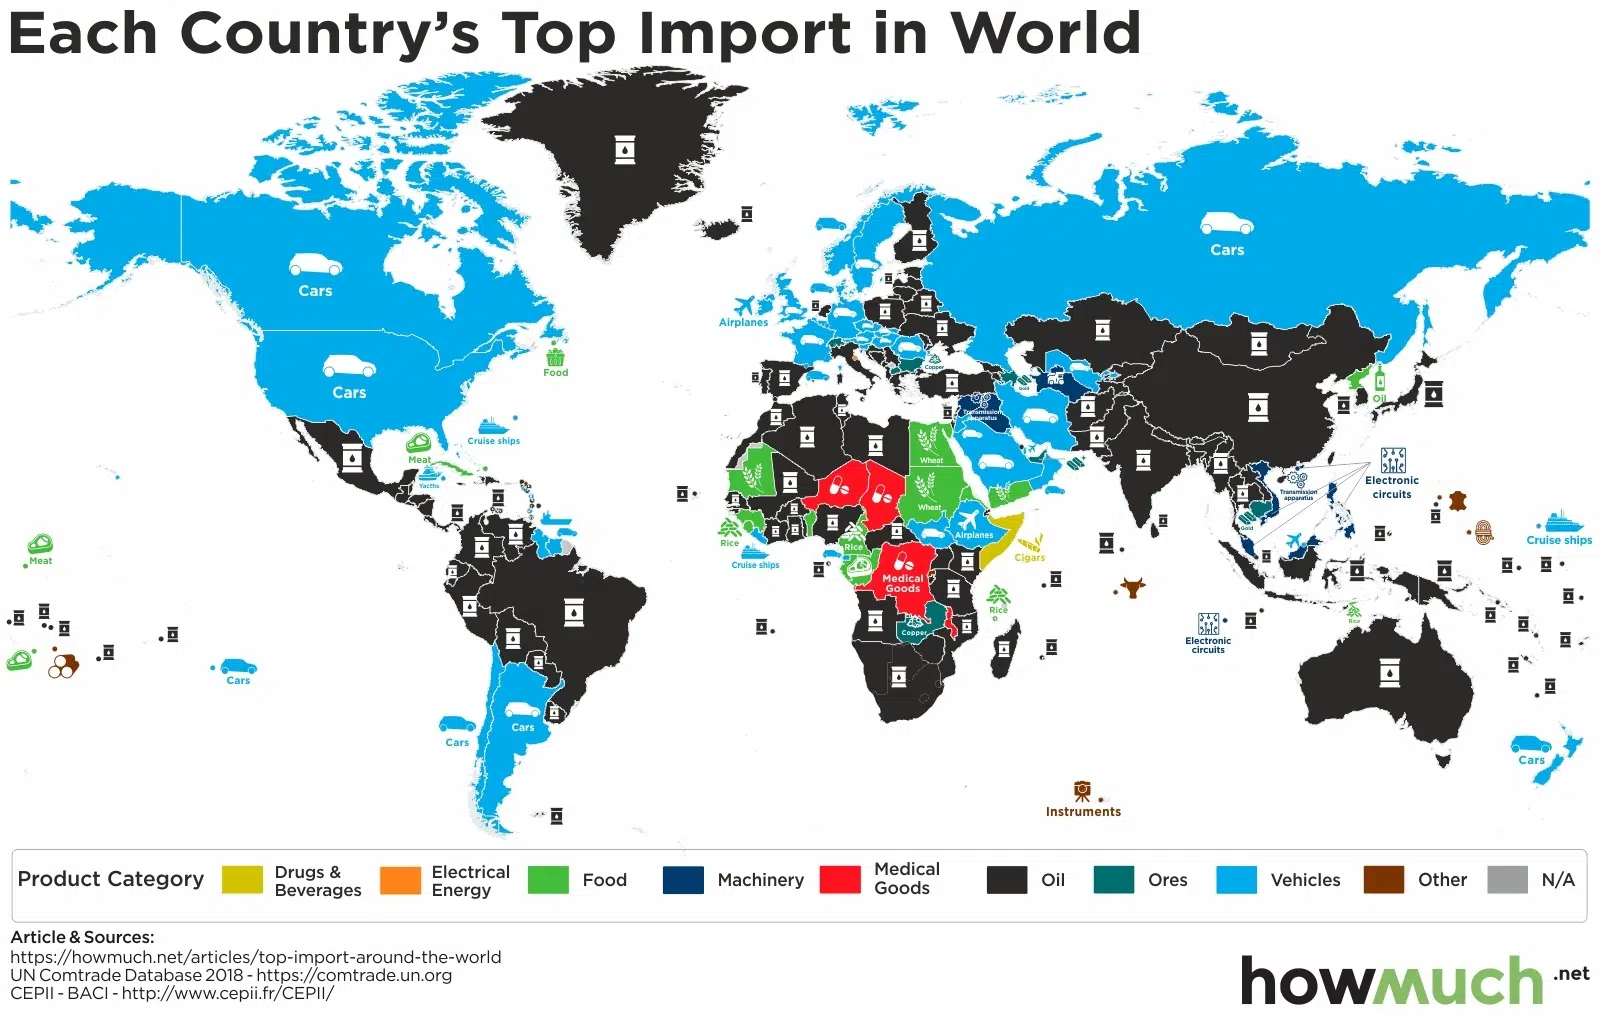 Each Country's Top Import in World
Cars
Cars
Cars
Airplanes
Food
Copper
Gold
Oil
Cruise ships
Meat
Yacths
Transmission
apparatus
Wheat
Wheat
Electronic
circuits
Transmission
apparatus
Gold
Rice
Cruise ships
Rice
Airplanes
Cigars
Cruise ships
Meat
Medical
Goods
Rice
Rice
Copper
Electronic
circuits
Cars
Cars
Cars
Cars
Instruments
Product Category
Drugs &
Beverages
Electrical
Energy
Food
Machinery
Medical
Goods
Oil
Ores
Vehicles
Other
N/A
Article & Sources:
https://howmuch.net/articles/top-import-around-the-world
UN Comtrade Database 2018 - https://comtrade.un.org
CEPII - BACI - http://www.cepii.fr/CEPII/
howmuch.net